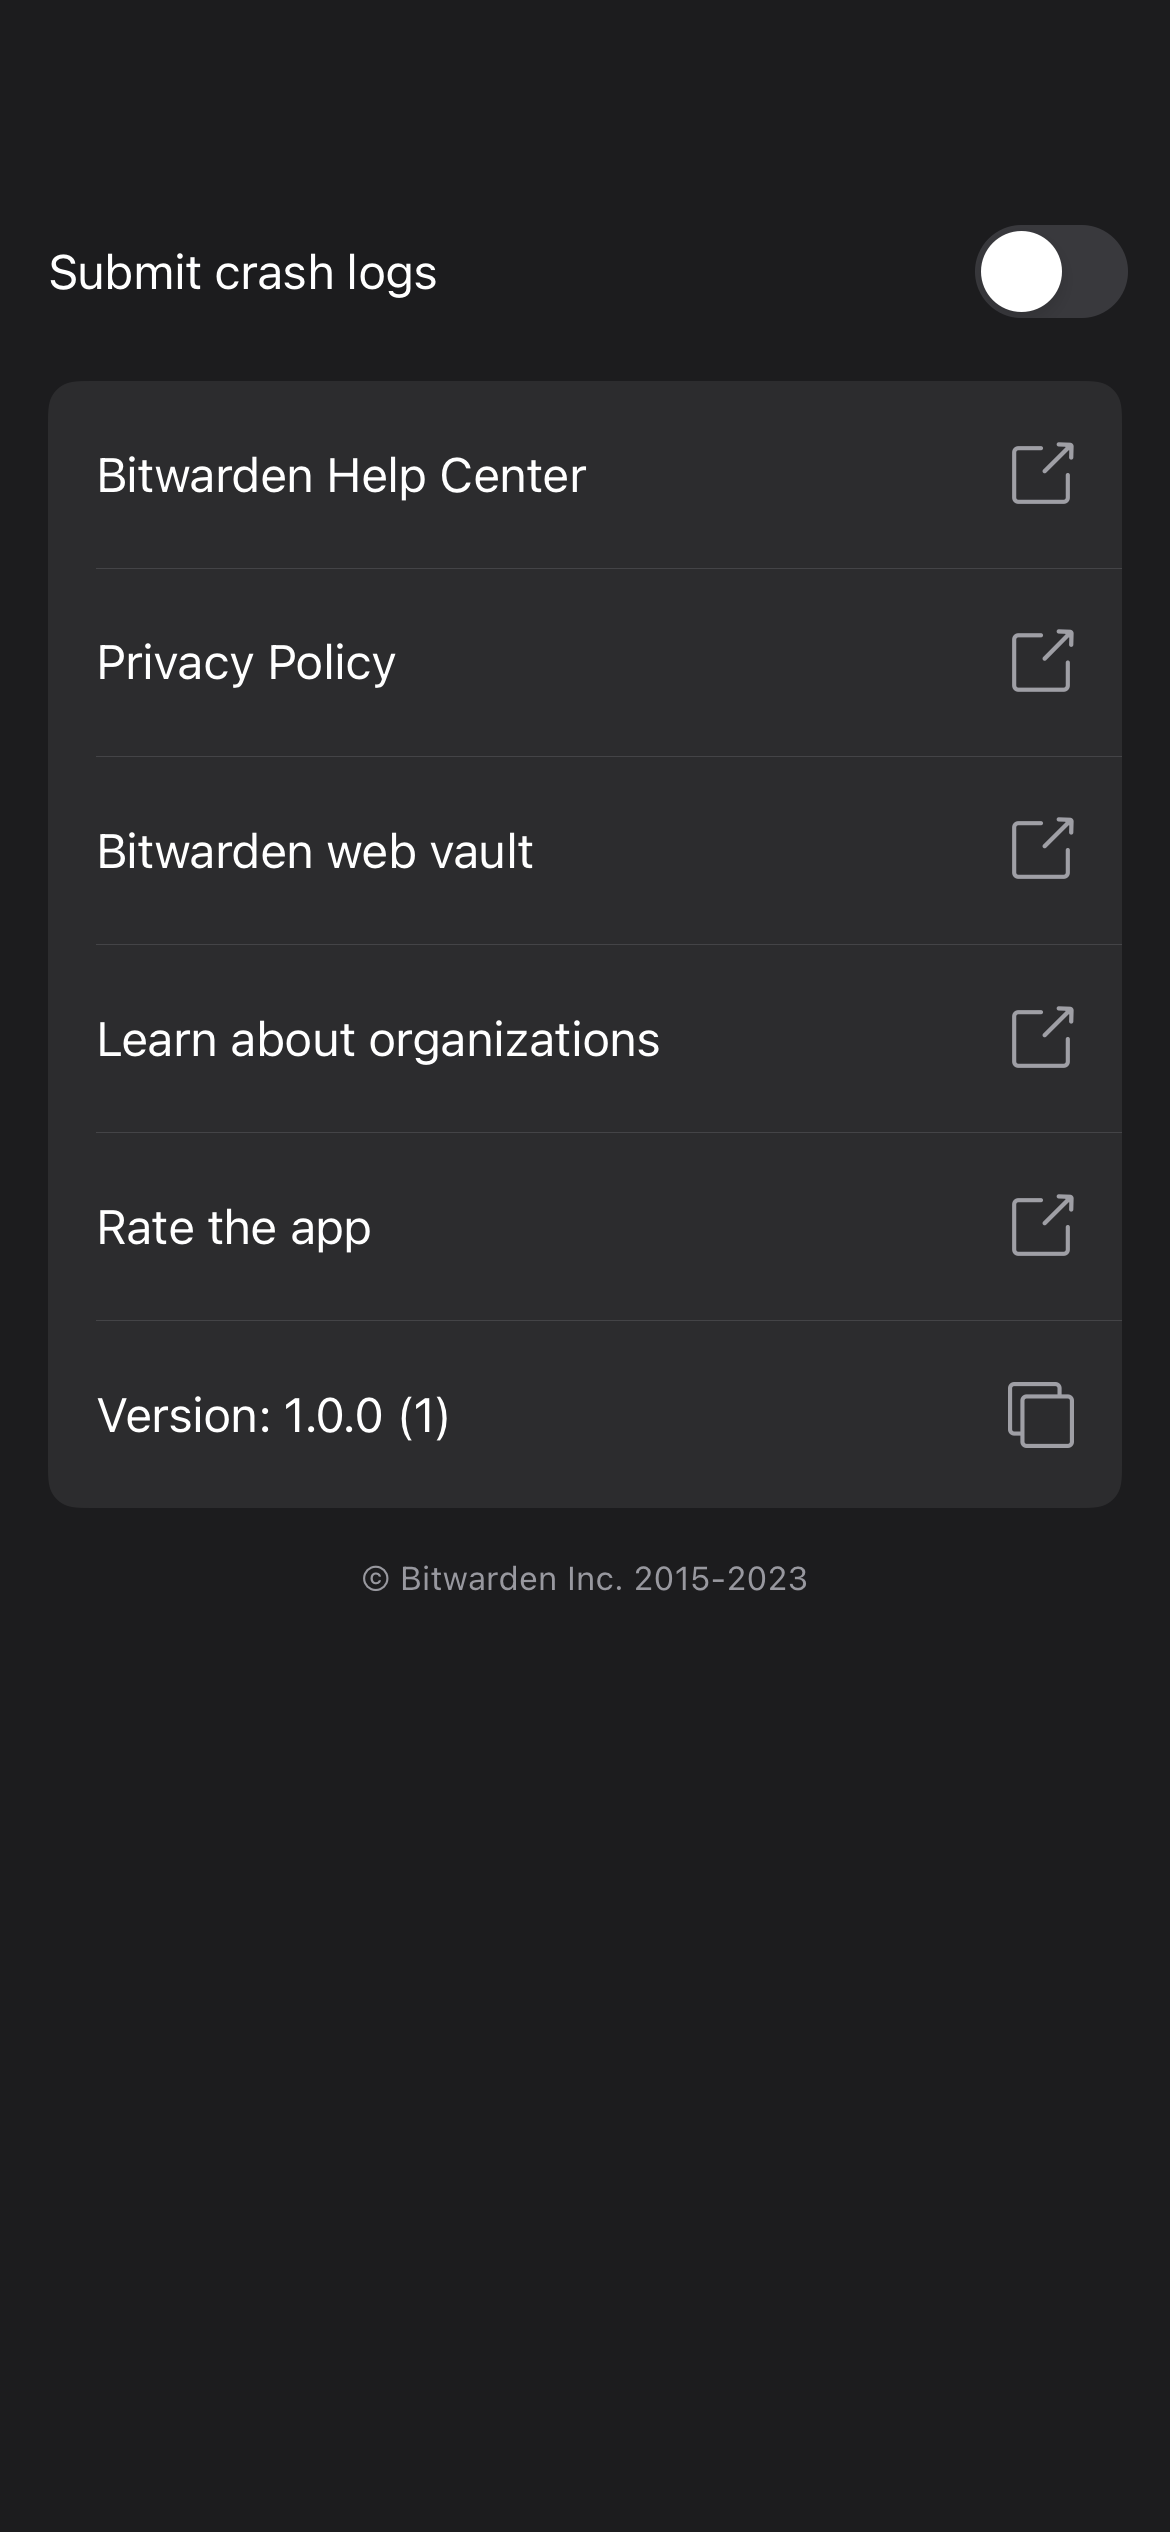 Submit crash logs
Bitwarden Help Center
Privacy Policy
Bitwarden web vault
Learn about organizations
Rate the app
Version: 1.0.0 (1)
© Bitwarden Inc. 2015-2023